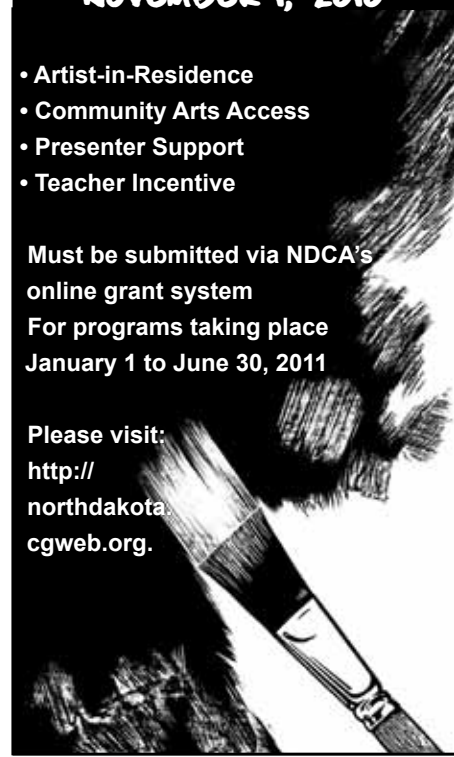 NOVEMBER 1, 2010
• Artist-in-Residence
• Community Arts Access
• Presenter Support
• Teacher Incentive
Must be submitted via NDCA's
online grant system
For programs taking place
January 1 to June 30, 2011
Please visit:
http://
northdakota.
cgweb.org.